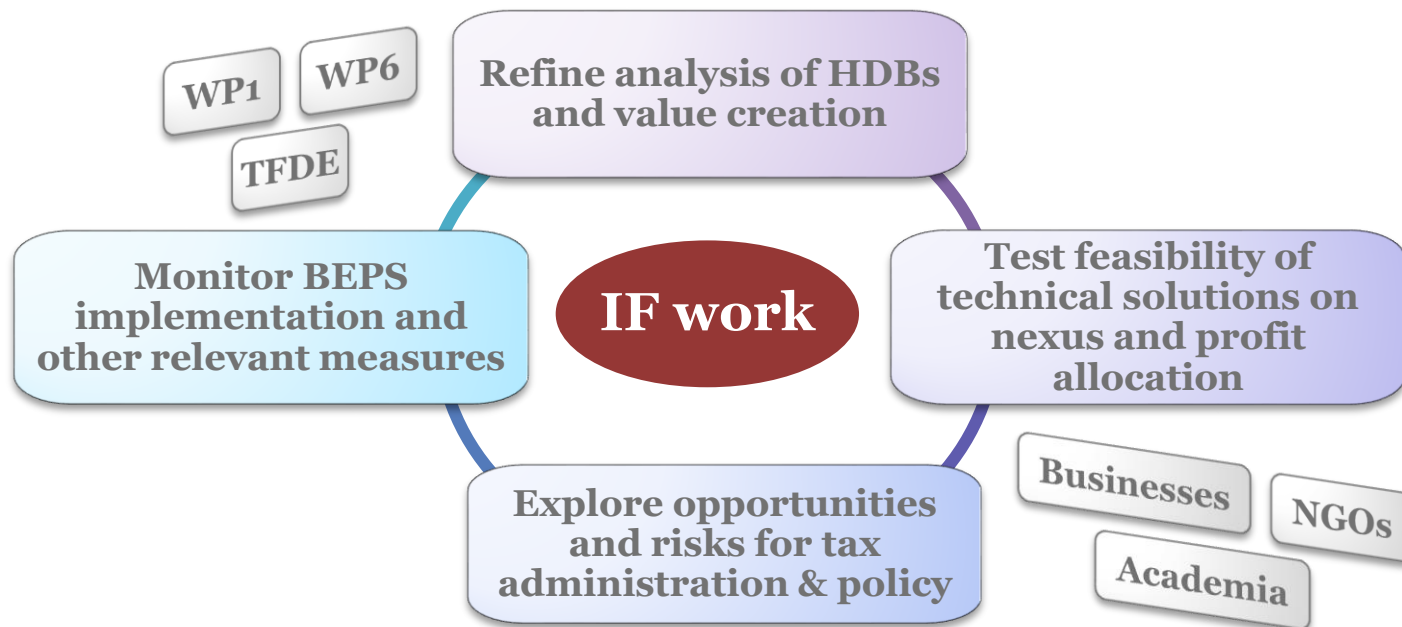 WP1
WP6
TFDE
Refine analysis of HDBs
and value creation
Monitor BEPS
implementation and
other relevant measures
IF work
Test feasibility of
technical solutions on
nexus and profit
allocation
Explore opportunities
and risks for tax
administration & policy
Businesses
NGOs
Academia